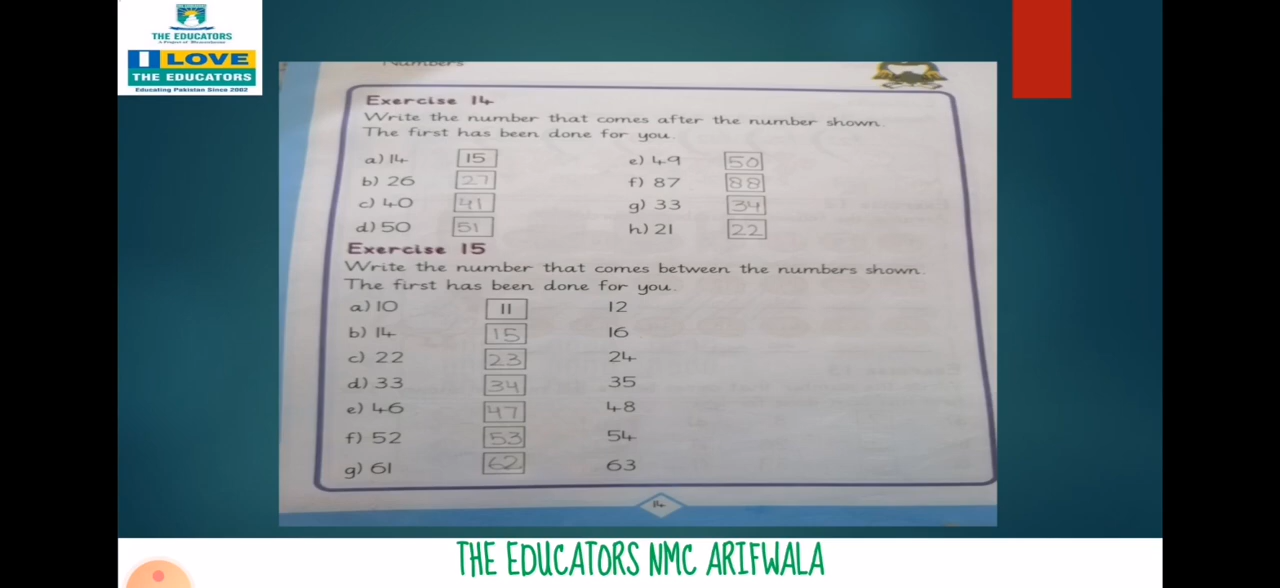 THE EDUCATORS
I LOVE
THE EDUCATORS
Educating Pakistan Since 2002
Numbers
Exercise 14
Write the number that comes after the number shown.
The first has been done for you.
a) 14 15 e) 49 50
b) 26 27 f) 87 88
c) 40 41 g) 33 34
d) 50 51 h) 21 22
Exercise 15
Write the number that comes between the numbers shown.
The first has been done for you.
a) 10 11 12
b) 14 15 16
c) 22 23 24
d) 33 34 35
e) 46 47 48
f) 52 53 54
g) 61 62 63
14
THE EDUCATORS NMC ARIFWALA